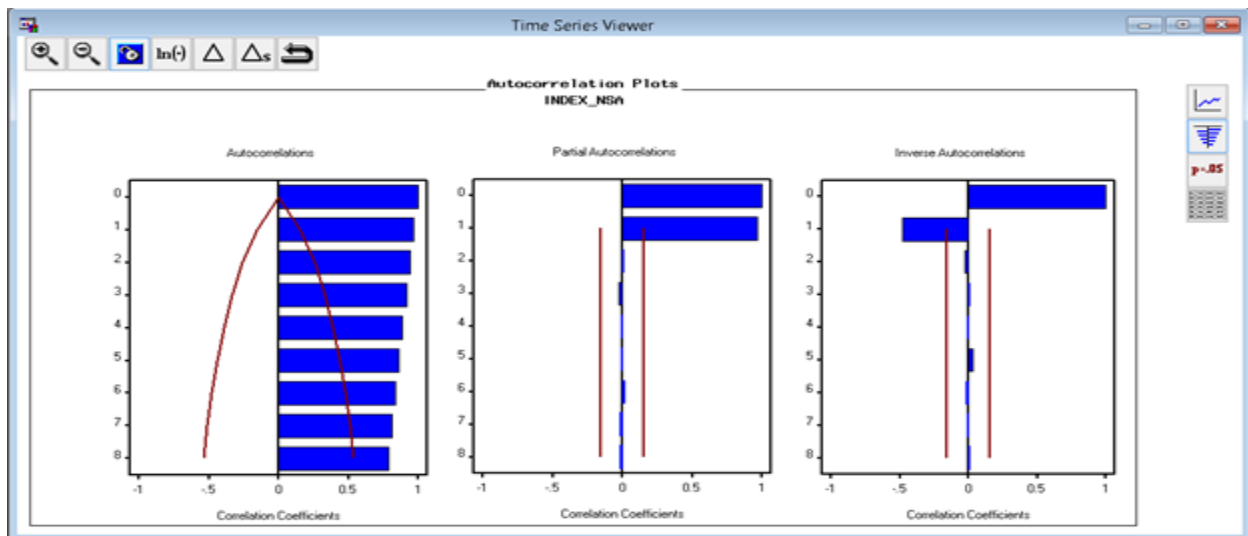 Time Series Viewer
ln(·) Δ Δs
Autocorrelation Plots
INDEX_NSA
p=.05
Autocorrelations
0
1
2
3
4
5
6
7
8
-1 -.5 0 0.5 1
Correlation Coefficients
Partial Autocorrelations
0
1
2
3
4
5
6
7
8
-1 -.5 0 0.5 1
Correlation Coefficients
Inverse Autocorrelations
0
1
2
3
4
5
6
7
8
-1 -.5 0 0.5 1
Correlation Coefficients